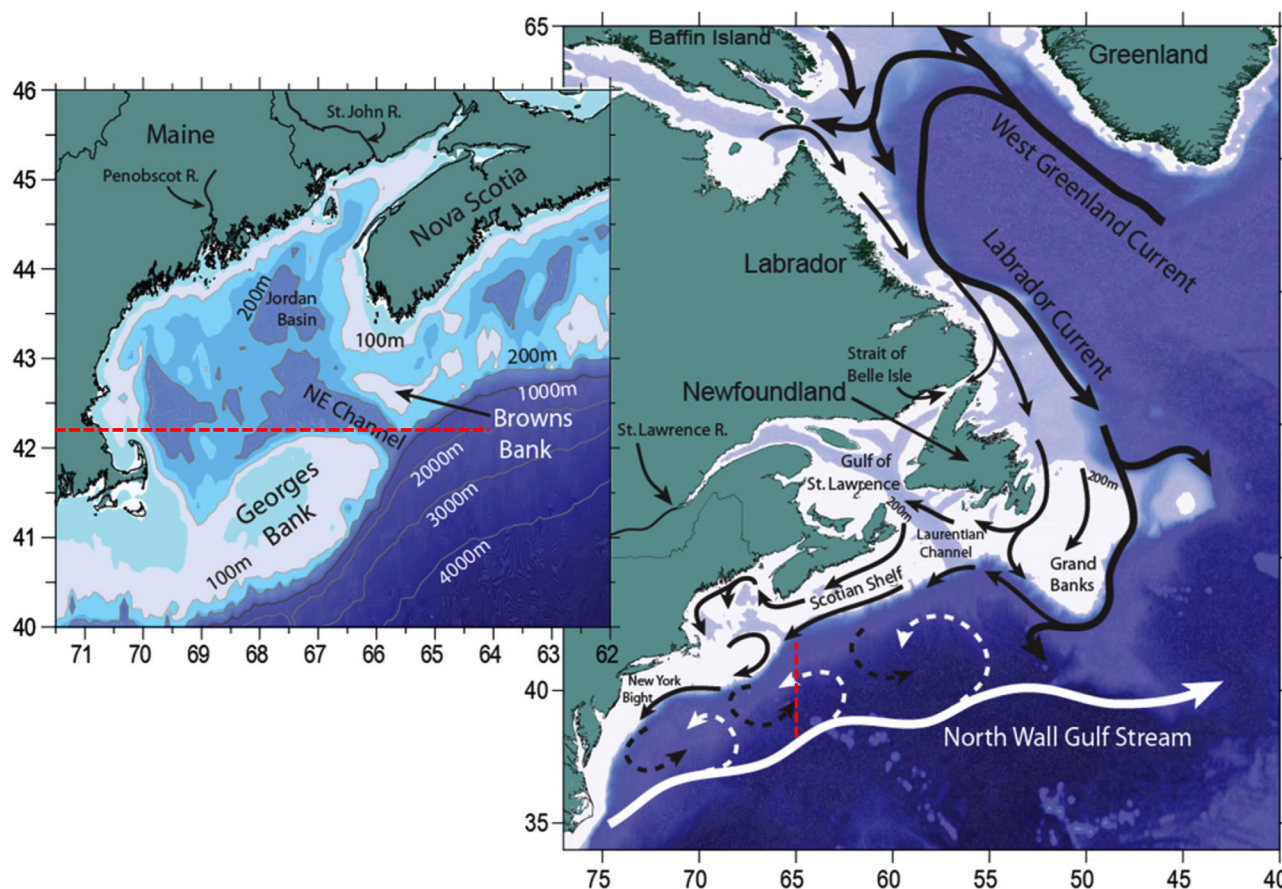 46
45
44
43
42
41
40
71
70
69
68
67
66
65
64
63
62
Maine
St. John R.
Penobscot R.
Nova Scotia
200m
Jordan
Basin
100m
200m
1000m
NE Channel
Browns
Bank
2000m
3000m
4000m
Georges
Bank
100m
65
40
35
75
70
65
60
55
50
45
40
Baffin Island
Greenland
West Greenland Current
Labrador
Labrador Current
Strait of
Belle Isle
Newfoundland
St. Lawrence R.
Gulf of
St. Lawrence
200m
200m
Laurentian
Channel
Grand
Banks
Scotian Shelf
New York
Bight
North Wall Gulf Stream